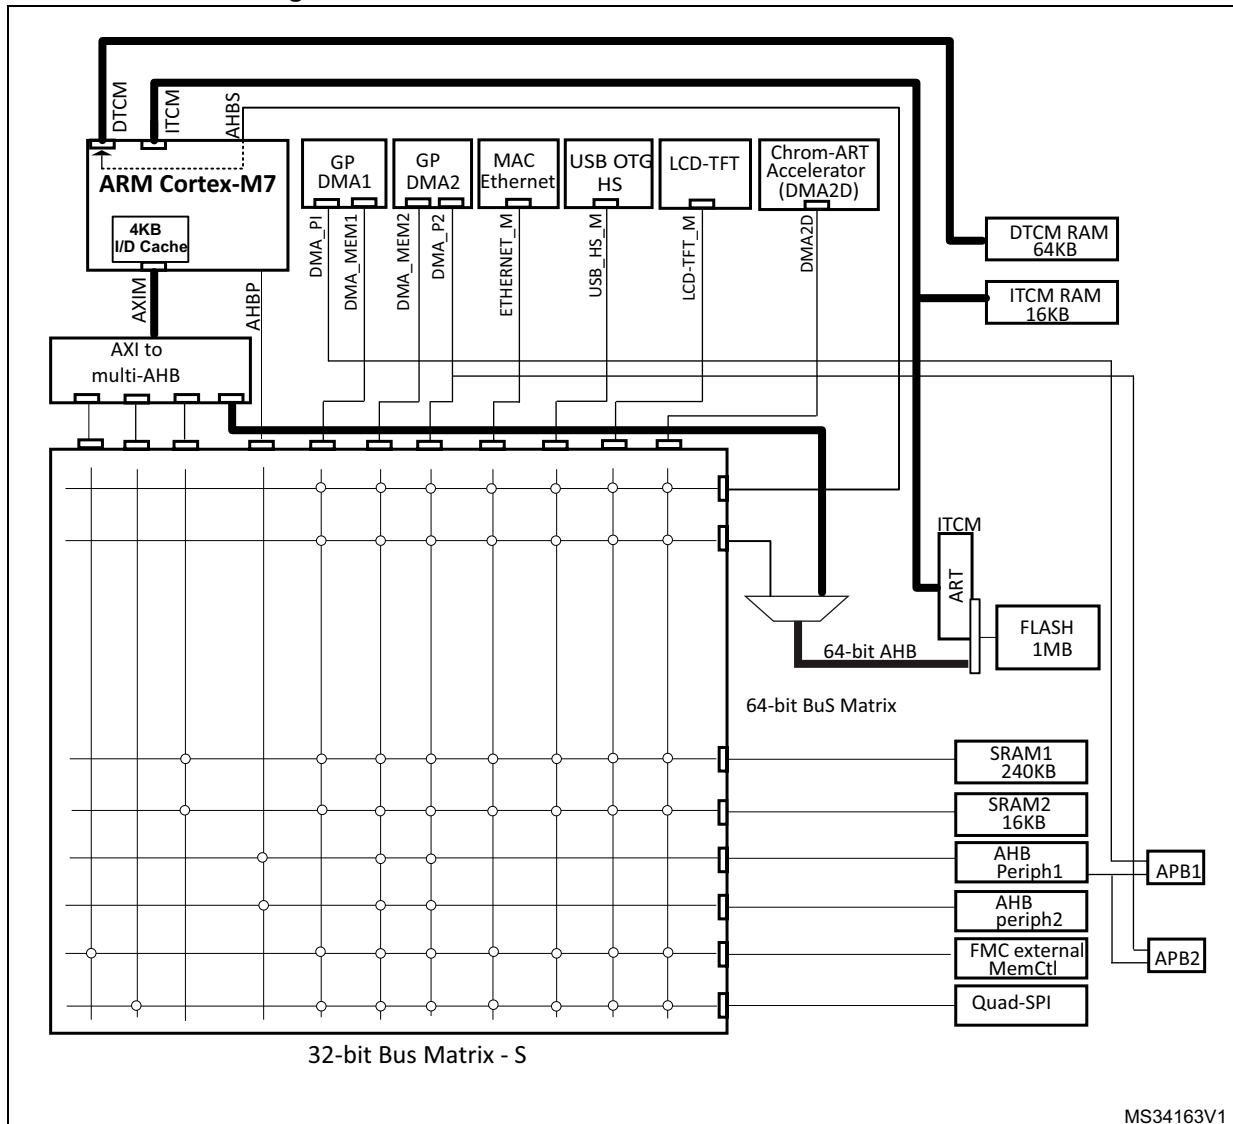 DTCM
ITCM
AHBS
ARM Cortex-M7
4KB
I/D Cache
GP
DMA1
GP
DMA2
MAC
Ethernet
USB OTG
HS
LCD-TFT
Chrom-ART
Accelerator
(DMA2D)
DTCM RAM
64KB
ITCM RAM
16KB
AXIM
AHBP
DMA_PI
DMA_MEM1
DMA_MEM2
DMA_P2
ETHERNET_M
USB_HS_M
LCD-TFT_M
DMA2D
AXI to
multi-AHB
ITCM
ART
FLASH
1MB
64-bit AHB
64-bit BuS Matrix
SRAM1
240KB
SRAM2
16KB
AHB
Periph1
APB1
AHB
periph2
FMC external
MemCtl
APB2
Quad-SPI
32-bit Bus Matrix - S
MS34163V1